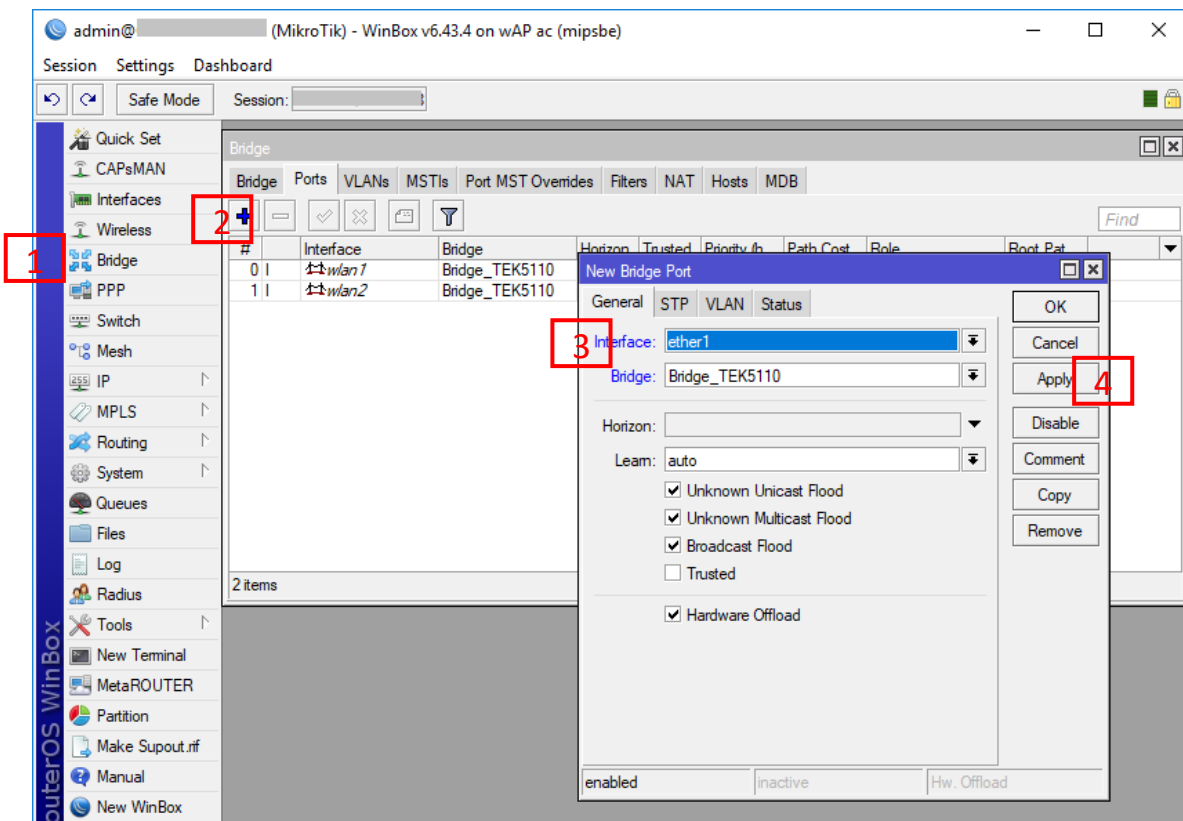 admin@ (MikroTik) - WinBox v6.43.4 on wAP ac (mipsbe)
Session Settings Dashboard
Safe Mode Session:
Quick Set
CAPsMAN
Interfaces
Wireless
1 Bridge
PPP
Switch
Mesh
255 IP
MPLS
Routing
System
Queues
Files
Log
Radius
Tools
New Terminal
MetaROUTER
Partition
Make Supout.rif
Manual
New WinBox
outerOS WinBox
Bridge
Bridge Ports VLANs MSTIs Port MST Overrides Filters NAT Hosts MDB
2 Find
# Interface Bridge Horizon Trusted Priority (h... Path Cost Role Root Pat...
0 I wlan1 Bridge_TEK5110
1 I wlan2 Bridge_TEK5110
2 items
New Bridge Port
General STP VLAN Status
3 Interface: ether1
Bridge: Bridge_TEK5110
Horizon:
Learn: auto
Unknown Unicast Flood
Unknown Multicast Flood
Broadcast Flood
Trusted
Hardware Offload
OK
Cancel
Apply 4
Disable
Comment
Copy
Remove
enabled inactive Hw. Offload